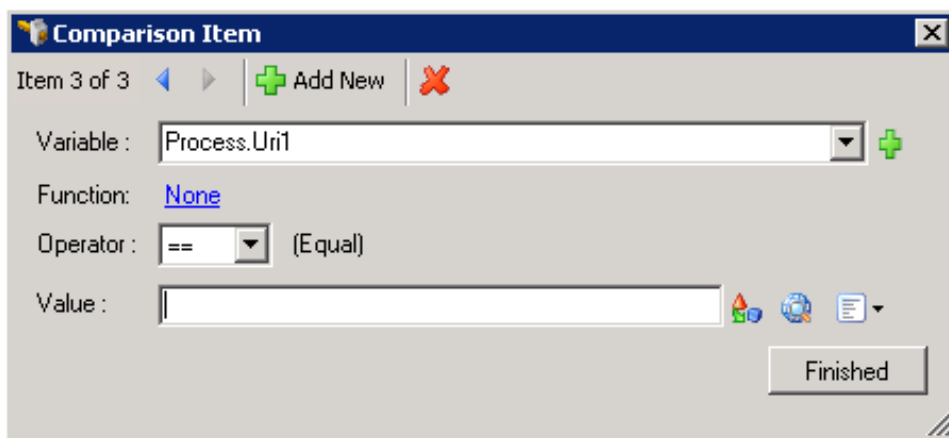 Comparison Item
Item 3 of 3 Add New
Variable : Process.Uri1
Function: None
Operator : == (Equal)
Value :
Finished